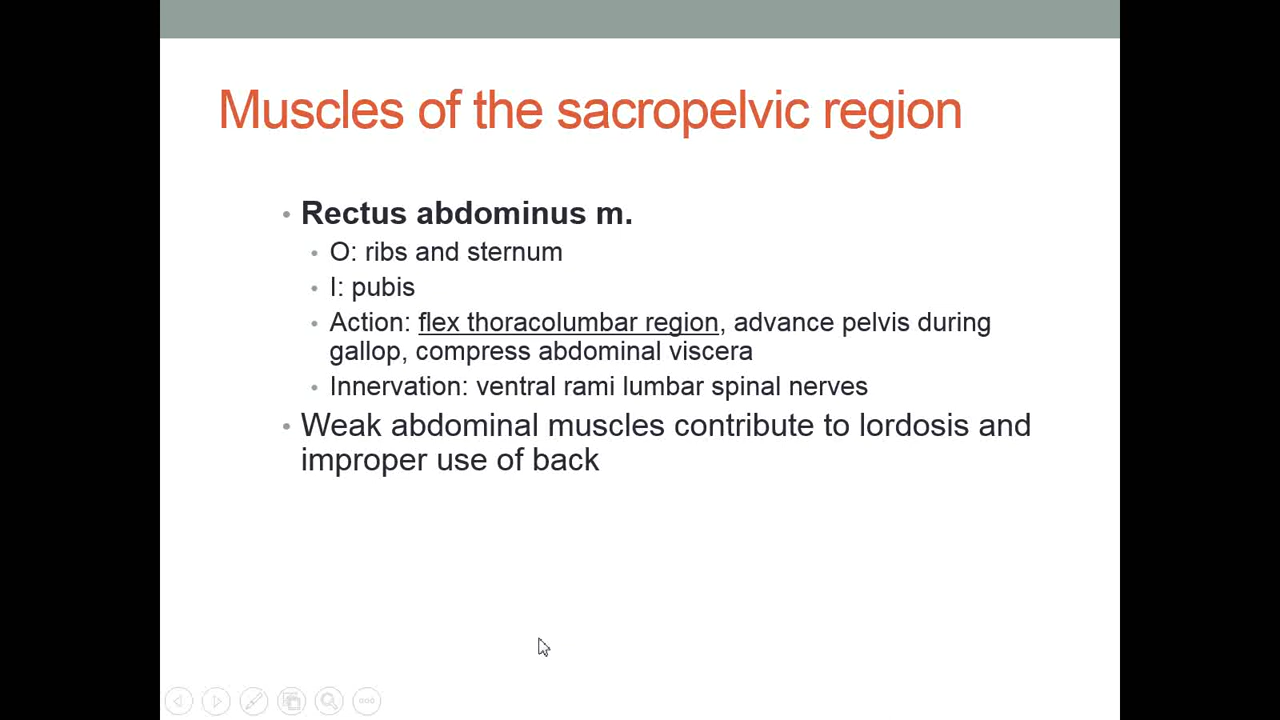 Muscles of the sacropelvic region
• Rectus abdominus m.
• O: ribs and sternum
• I: pubis
• Action: flex thoracolumbar region, advance pelvis during
gallop, compress abdominal viscera
• Innervation: ventral rami lumbar spinal nerves
• Weak abdominal muscles contribute to lordosis and
improper use of back